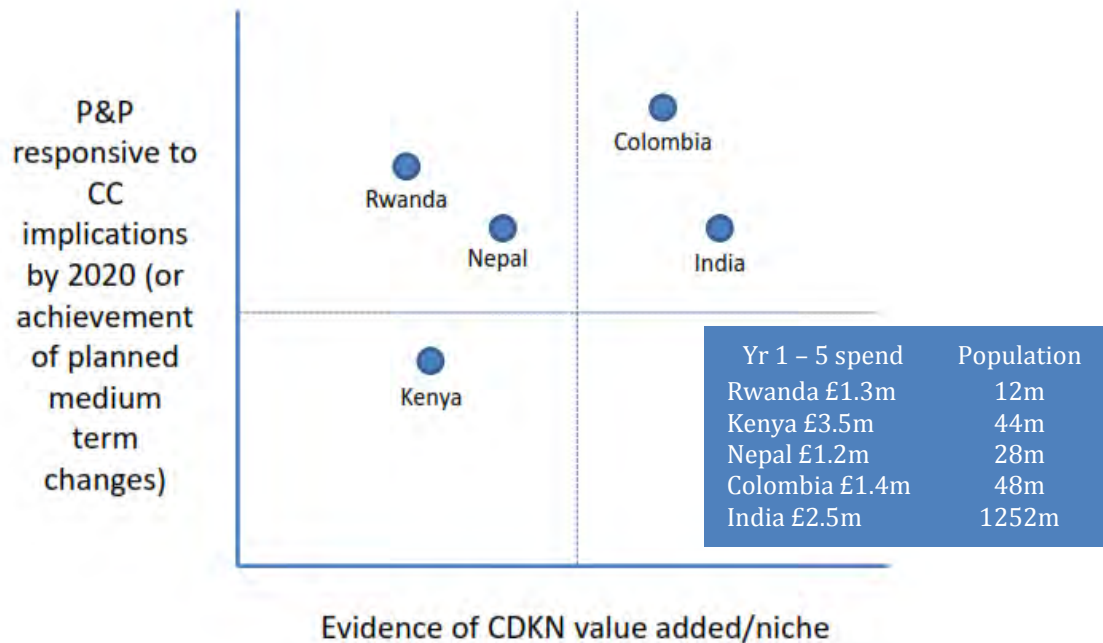 P&P
responsive to
CC
implications
by 2020 (or
achievement
of planned
medium
term
changes)
Colombia
Rwanda
Nepal
India
Kenya
Yr 1 – 5 spend Population
Rwanda £1.3m 12m
Kenya £3.5m 44m
Nepal £1.2m 28m
Colombia £1.4m 48m
India £2.5m 1252m
Evidence of CDKN value added/niche